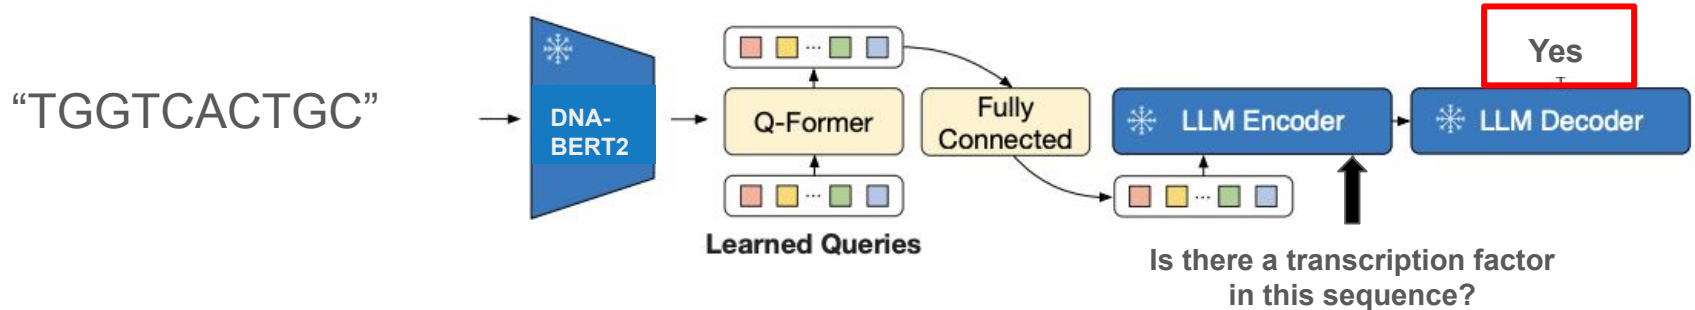 “TGGTCACTGC”
DNA-
BERT2
Q-Former
Learned Queries
Fully
Connected
LLM Encoder
Is there a transcription factor
in this sequence?
LLM Decoder
Yes